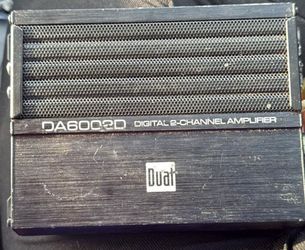 DA6002D DIGITAL 2-CHANNEL AMPLIFIER
Dual